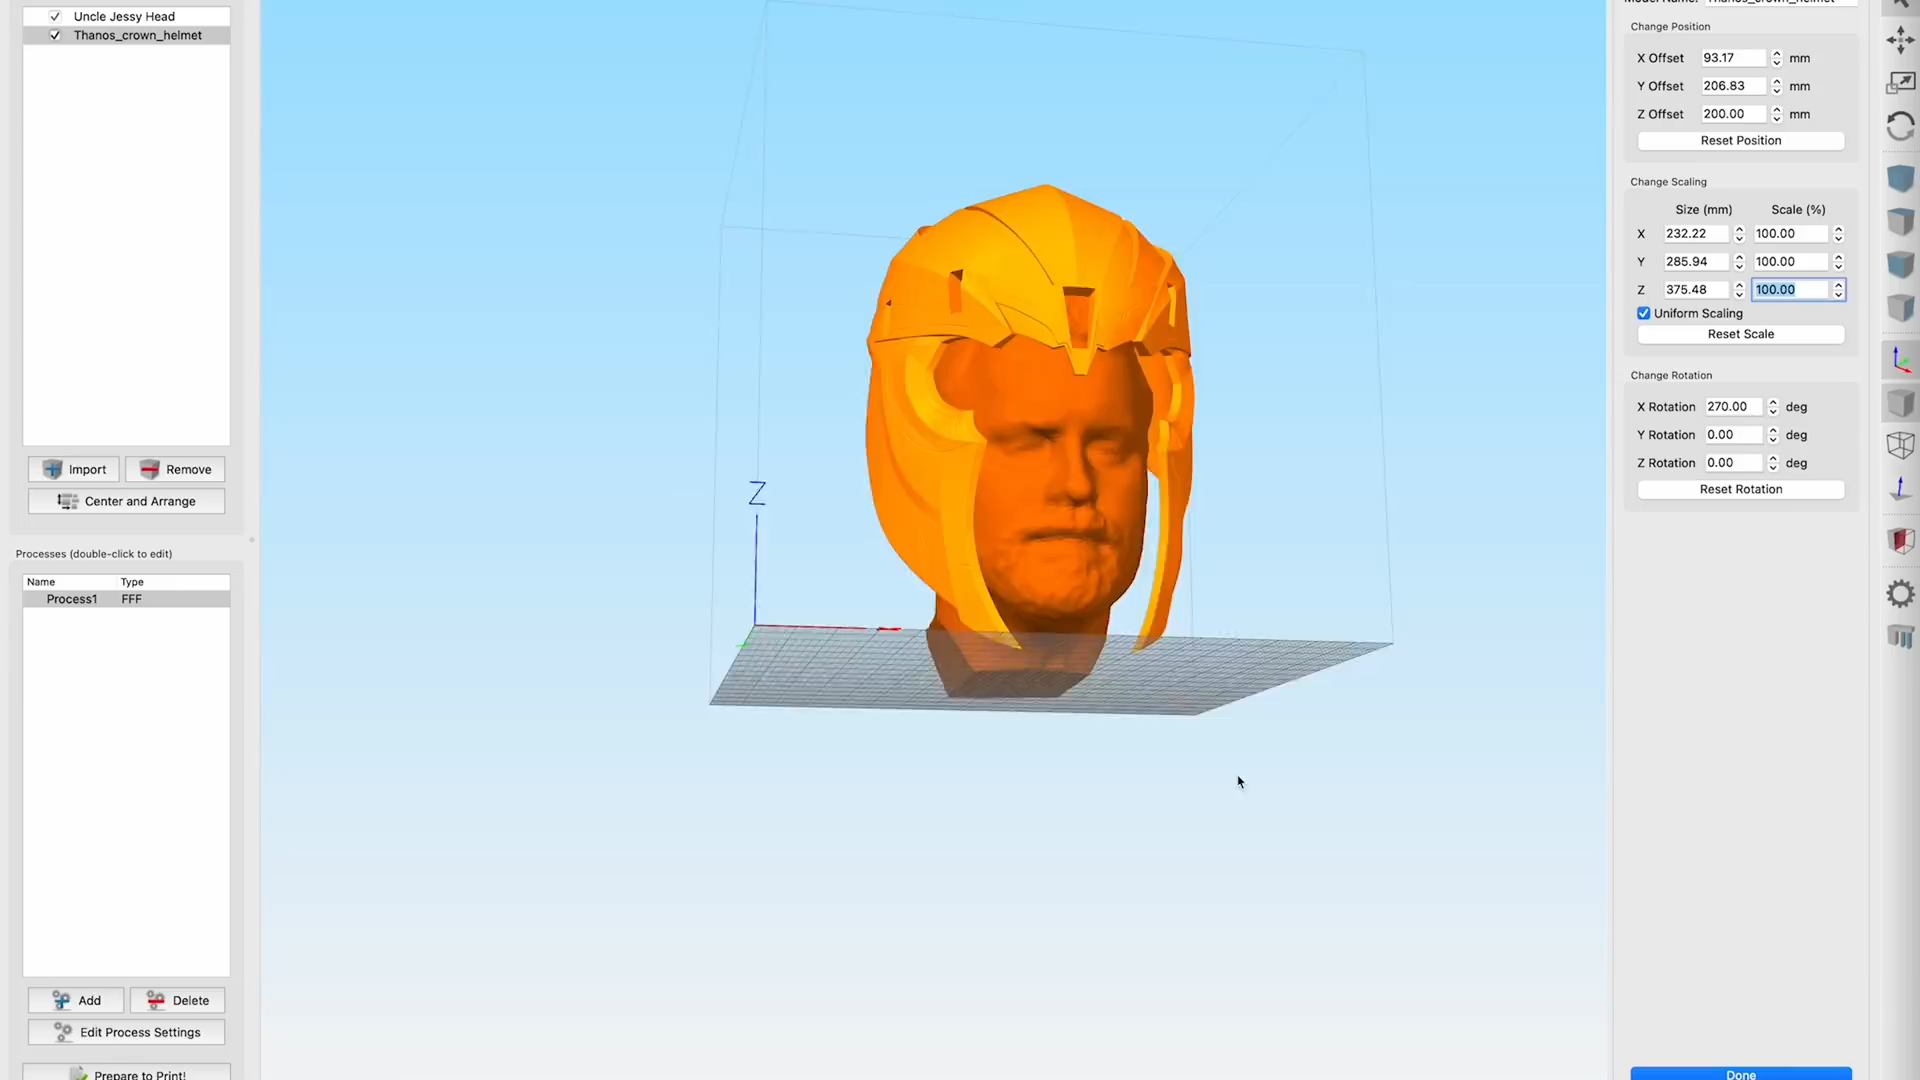 Uncle Jessy Head
Thanos_crown_helmet
Import
Remove
Center and Arrange
Processes (double-click to edit)
Name Type
Process1 FFF
Add
Delete
Edit Process Settings
Prepare to Print!
Z
Model Name: Thanos_crown_helmet
Change Position
X Offset 93.17 mm
Y Offset 206.83 mm
Z Offset 200.00 mm
Reset Position
Change Scaling
Size (mm) Scale (%)
X 232.22 100.00
Y 285.94 100.00
Z 375.48 100.00
Uniform Scaling
Reset Scale
Change Rotation
X Rotation 270.00 deg
Y Rotation 0.00 deg
Z Rotation 0.00 deg
Reset Rotation
Done